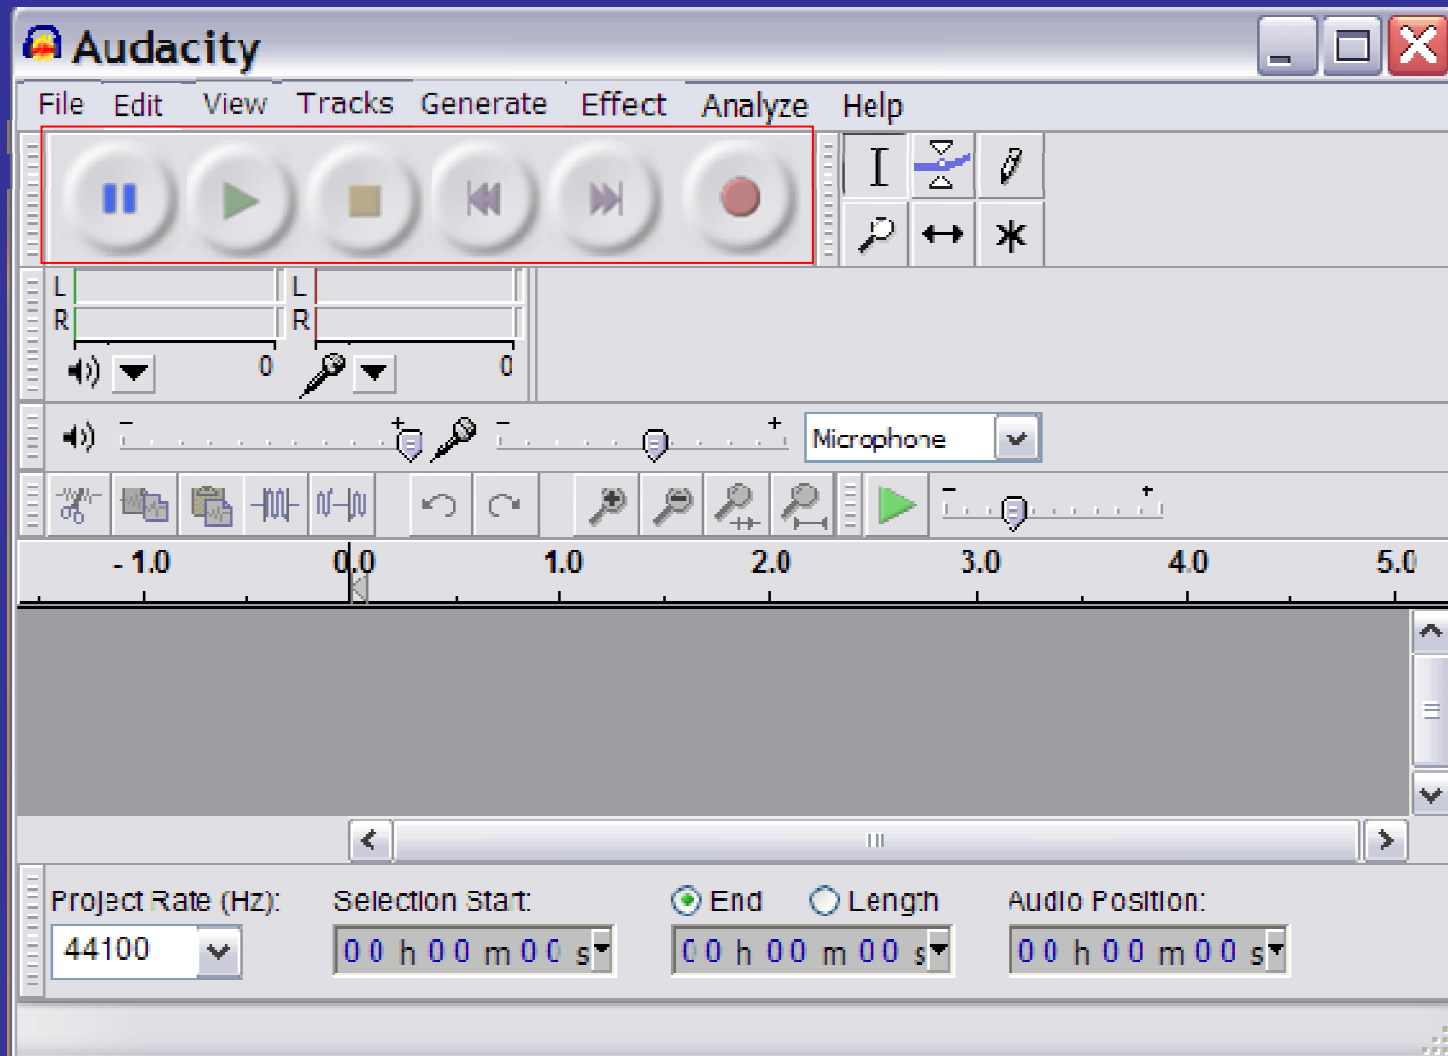 Audacity
File Edit View Tracks Generate Effect Analyze Help
L L
R R
0 0
- + - + Microphone
- +
- 1.0 0.0 1.0 2.0 3.0 4.0 5.0
Project Rate (Hz): Selection Start: End Length Audio Position:
44100 00 h 00 m 00 s 00 h 00 m 00 s 00 h 00 m 00 s